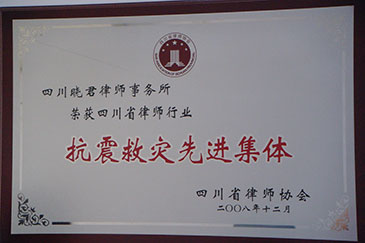 四川晓君律师事务所
荣获四川省律师行业
抗震救灾先进集体
四川省律师协会
二〇〇八年十二月